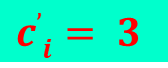 c'i = 3